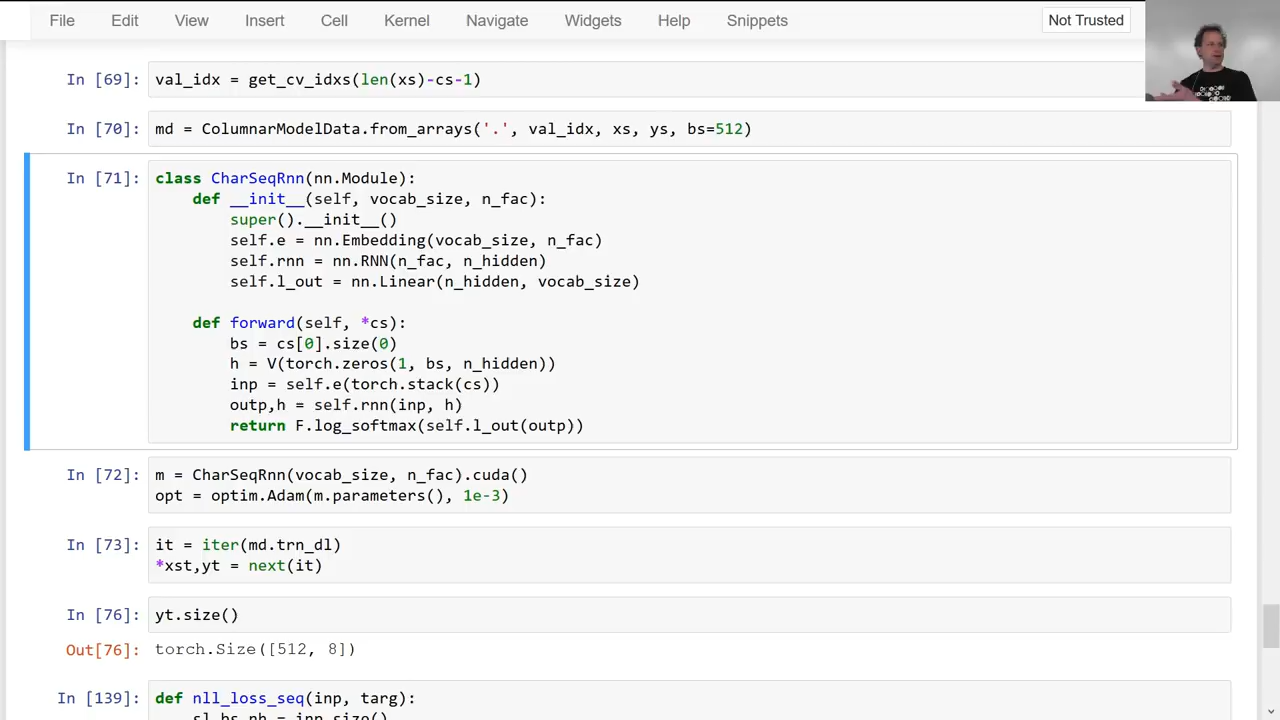 File Edit View Insert Cell Kernel Navigate Widgets Help Snippets Not Trusted
In [69]: val_idx = get_cv_idxs(len(xs)-cs-1)
In [70]: md = ColumnarModelData.from_arrays('.', val_idx, xs, ys, bs=512)
In [71]: class CharSeqRnn(nn.Module):
    def __init__(self, vocab_size, n_fac):
        super().__init__()
        self.e = nn.Embedding(vocab_size, n_fac)
        self.rnn = nn.RNN(n_fac, n_hidden)
        self.l_out = nn.Linear(n_hidden, vocab_size)
    def forward(self, *cs):
        bs = cs[0].size(0)
        h = V(torch.zeros(1, bs, n_hidden))
        inp = self.e(torch.stack(cs))
        outp,h = self.rnn(inp, h)
        return F.log_softmax(self.l_out(outp))
In [72]: m = CharSeqRnn(vocab_size, n_fac).cuda()
opt = optim.Adam(m.parameters(), 1e-3)
In [73]: it = iter(md.trn_dl)
*xst,yt = next(it)
In [76]: yt.size()
Out[76]: torch.Size([512, 8])
In [139]: def nll_loss_seq(inp, targ):
    sl,bs,nh = inp.size()